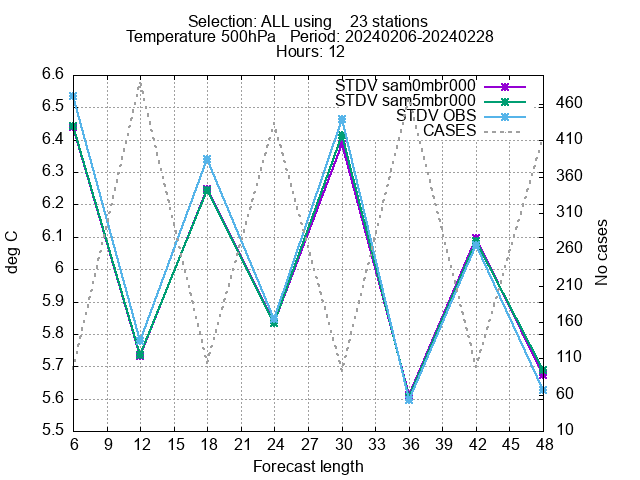 Selection: ALL using    23 stations
Temperature 500hPa   Period: 20240206-20240228
Hours: 12
STDV sam0mbr000
STDV sam5mbr000
STDV OBS
CASES
6.6
6.5
6.4
6.3
6.2
6.1
6
5.9
5.8
5.7
5.6
5.5
deg C
460
410
360
310
260
210
160
110
60
10
No cases
6 9 12 15 18 21 24 27 30 33 36 39 42 45 48
Forecast length